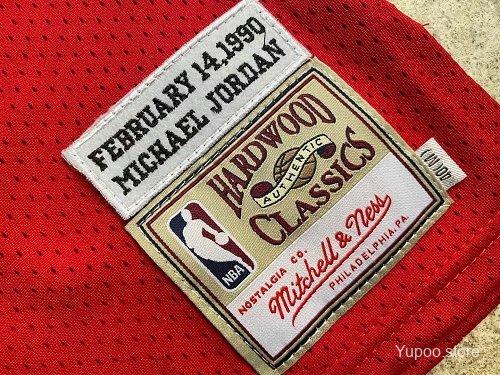 FEBRUARY 14, 1990
MICHAEL JORDAN
HARDWOOD
AUTHENTIC
CLASSICS
NBA
NOSTALGIA CO.
Mitchell & Ness
PHILADELPHIA, PA.
Yupoo.store